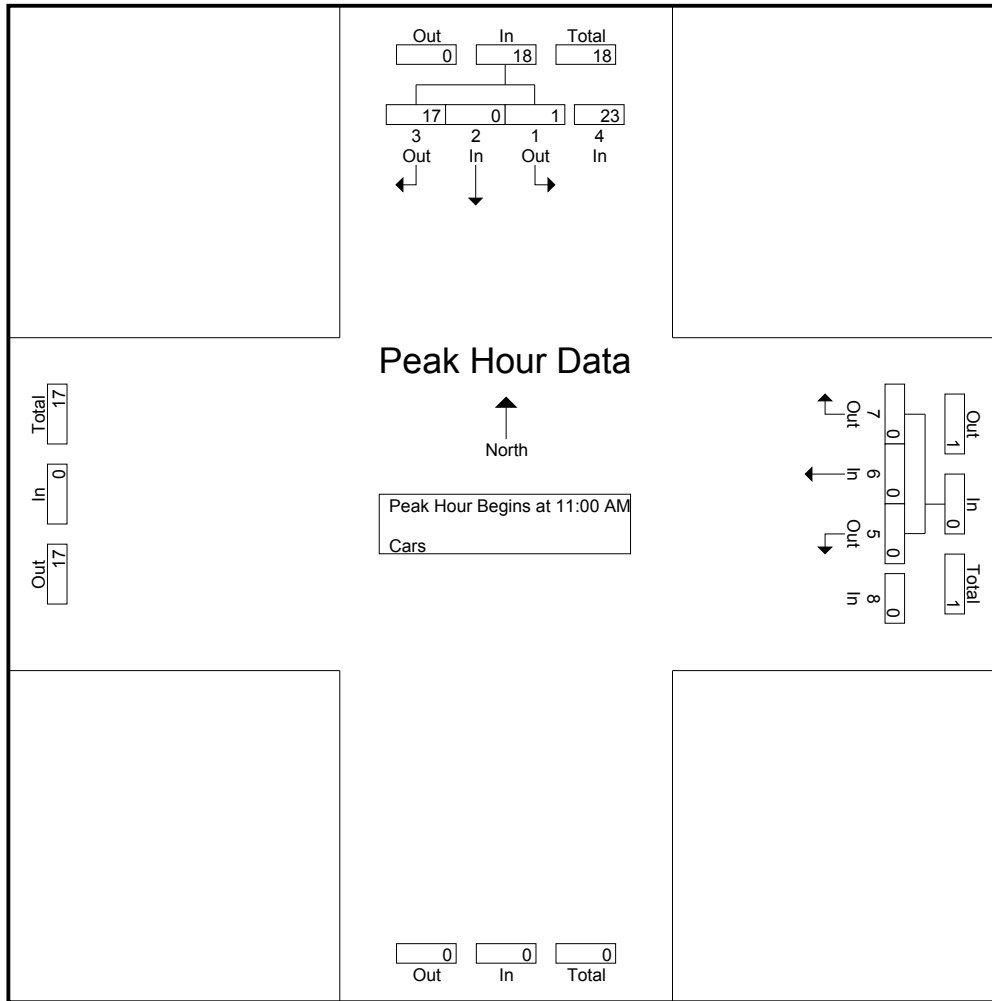 Out In Total
0 18 18
17 0 1 23
3 2 1 4
Out In Out In
Peak Hour Data
North
Peak Hour Begins at 11:00 AM
Cars
Total In Out
17 0 17
Out In Total
1 0 1
0 0 0 0
7 6 5 8
Out In Out In
0 0 0
Out In Total